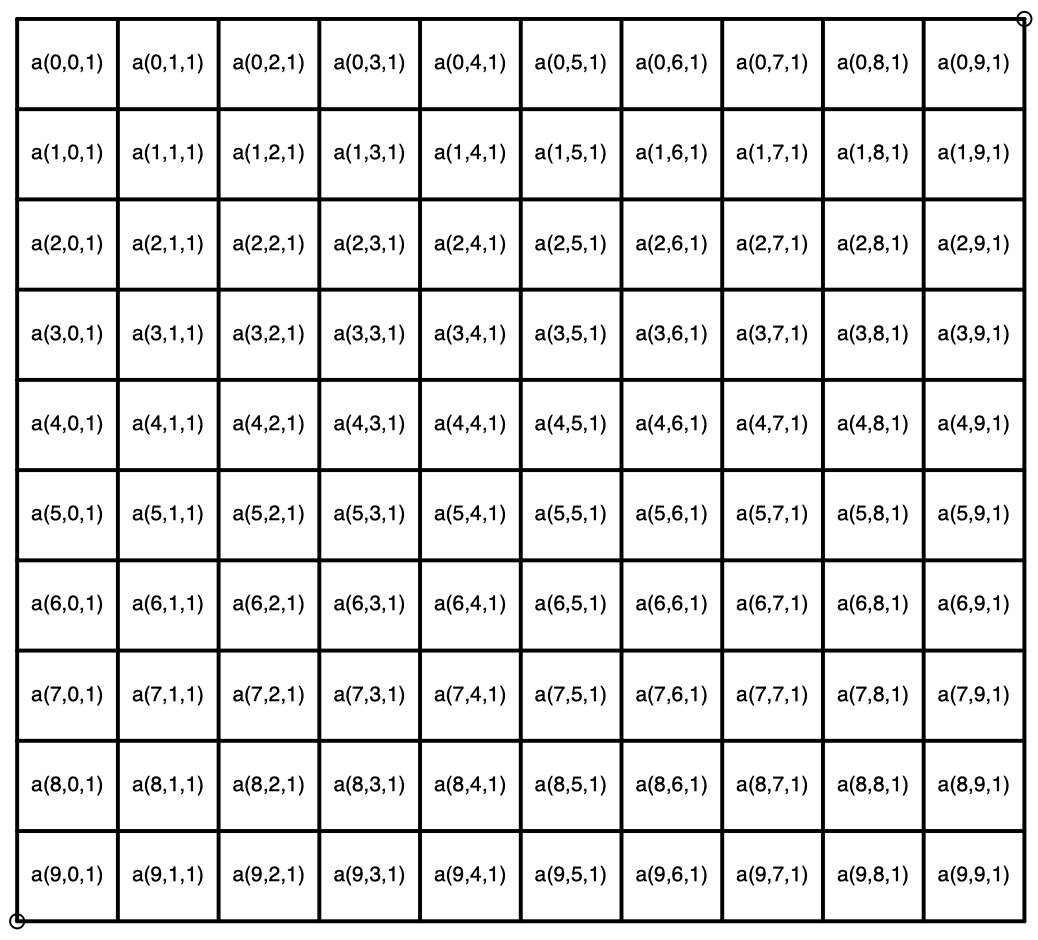 a(0,0,1) a(0,1,1) a(0,2,1) a(0,3,1) a(0,4,1) a(0,5,1) a(0,6,1) a(0,7,1) a(0,8,1) a(0,9,1)
a(1,0,1) a(1,1,1) a(1,2,1) a(1,3,1) a(1,4,1) a(1,5,1) a(1,6,1) a(1,7,1) a(1,8,1) a(1,9,1)
a(2,0,1) a(2,1,1) a(2,2,1) a(2,3,1) a(2,4,1) a(2,5,1) a(2,6,1) a(2,7,1) a(2,8,1) a(2,9,1)
a(3,0,1) a(3,1,1) a(3,2,1) a(3,3,1) a(3,4,1) a(3,5,1) a(3,6,1) a(3,7,1) a(3,8,1) a(3,9,1)
a(4,0,1) a(4,1,1) a(4,2,1) a(4,3,1) a(4,4,1) a(4,5,1) a(4,6,1) a(4,7,1) a(4,8,1) a(4,9,1)
a(5,0,1) a(5,1,1) a(5,2,1) a(5,3,1) a(5,4,1) a(5,5,1) a(5,6,1) a(5,7,1) a(5,8,1) a(5,9,1)
a(6,0,1) a(6,1,1) a(6,2,1) a(6,3,1) a(6,4,1) a(6,5,1) a(6,6,1) a(6,7,1) a(6,8,1) a(6,9,1)
a(7,0,1) a(7,1,1) a(7,2,1) a(7,3,1) a(7,4,1) a(7,5,1) a(7,6,1) a(7,7,1) a(7,8,1) a(7,9,1)
a(8,0,1) a(8,1,1) a(8,2,1) a(8,3,1) a(8,4,1) a(8,5,1) a(8,6,1) a(8,7,1) a(8,8,1) a(8,9,1)
a(9,0,1) a(9,1,1) a(9,2,1) a(9,3,1) a(9,4,1) a(9,5,1) a(9,6,1) a(9,7,1) a(9,8,1) a(9,9,1)